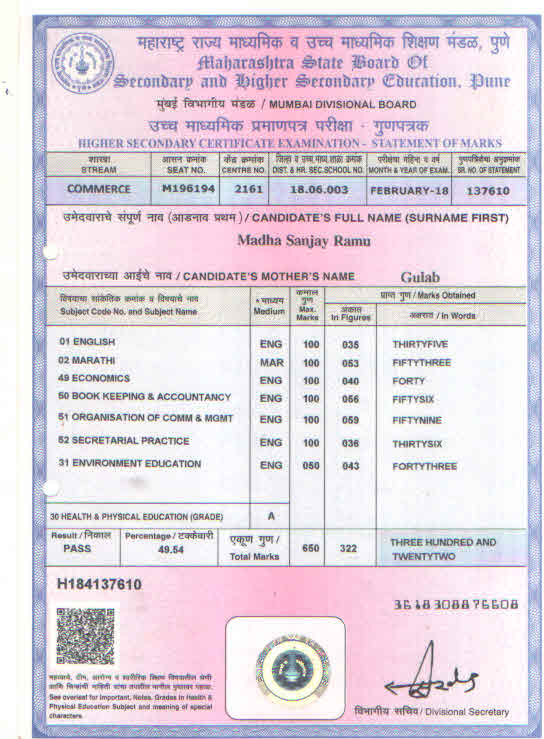 महाराष्ट्र राज्य माध्यमिक व उच्च माध्यमिक शिक्षण मंडळ, पुणे
Maharashtra State Board Of
Secondary and Higher Secondary Education, Pune
मुंबई विभागीय मंडळ / MUMBAI DIVISIONAL BOARD
उच्च माध्यमिक प्रमाणपत्र परीक्षा - गुणपत्रक
HIGHER SECONDARY CERTIFICATE EXAMINATION - STATEMENT OF MARKS
शाखा आसन क्रमांक केंद्र क्रमांक जिल्हा व उच्च.माध्य.शाळा क्रमांक परीक्षेचा महिना व वर्ष गुणपत्रिकेचा अनुक्रमांक
STREAM SEAT NO. CENTRE NO. DIST. & HR. SEC.SCHOOL NO. MONTH & YEAR OF EXAM. SR. NO. OF STATEMENT
COMMERCE M196194 2161 18.06.003 FEBRUARY-18 137610
उमेदवाराचे संपूर्ण नाव (आडनाव प्रथम) / CANDIDATE'S FULL NAME (SURNAME FIRST)
Madha Sanjay Ramu
उमेदवाराच्या आईचे नाव / CANDIDATE'S MOTHER'S NAME Gulab
विषयाचा सांकेतिक क्रमांक व विषयाचे नाव * माध्यम कमाल गुण प्राप्त गुण / Marks Obtained
Subject Code No. and Subject Name Medium Max. Marks अंकात In Figures अक्षरात / In Words
01 ENGLISH ENG 100 035 THIRTYFIVE
02 MARATHI MAR 100 053 FIFTYTHREE
49 ECONOMICS ENG 100 040 FORTY
50 BOOK KEEPING & ACCOUNTANCY ENG 100 056 FIFTYSIX
51 ORGANISATION OF COMM & MGMT ENG 100 059 FIFTYNINE
52 SECRETARIAL PRACTICE ENG 100 036 THIRTYSIX
31 ENVIRONMENT EDUCATION ENG 050 043 FORTYTHREE
30 HEALTH & PHYSICAL EDUCATION (GRADE) A
Result / निकाल Percentage / टक्केवारी एकूण गुण / THREE HUNDRED AND
PASS 49.54 Total Marks 650 322 TWENTYTWO
H184137610
3618308876608
See overleaf for Important, Notes, Grades in Health &
Physical Education Subject and meaning of special
characters.
विभागीय सचिव / Divisional Secretary